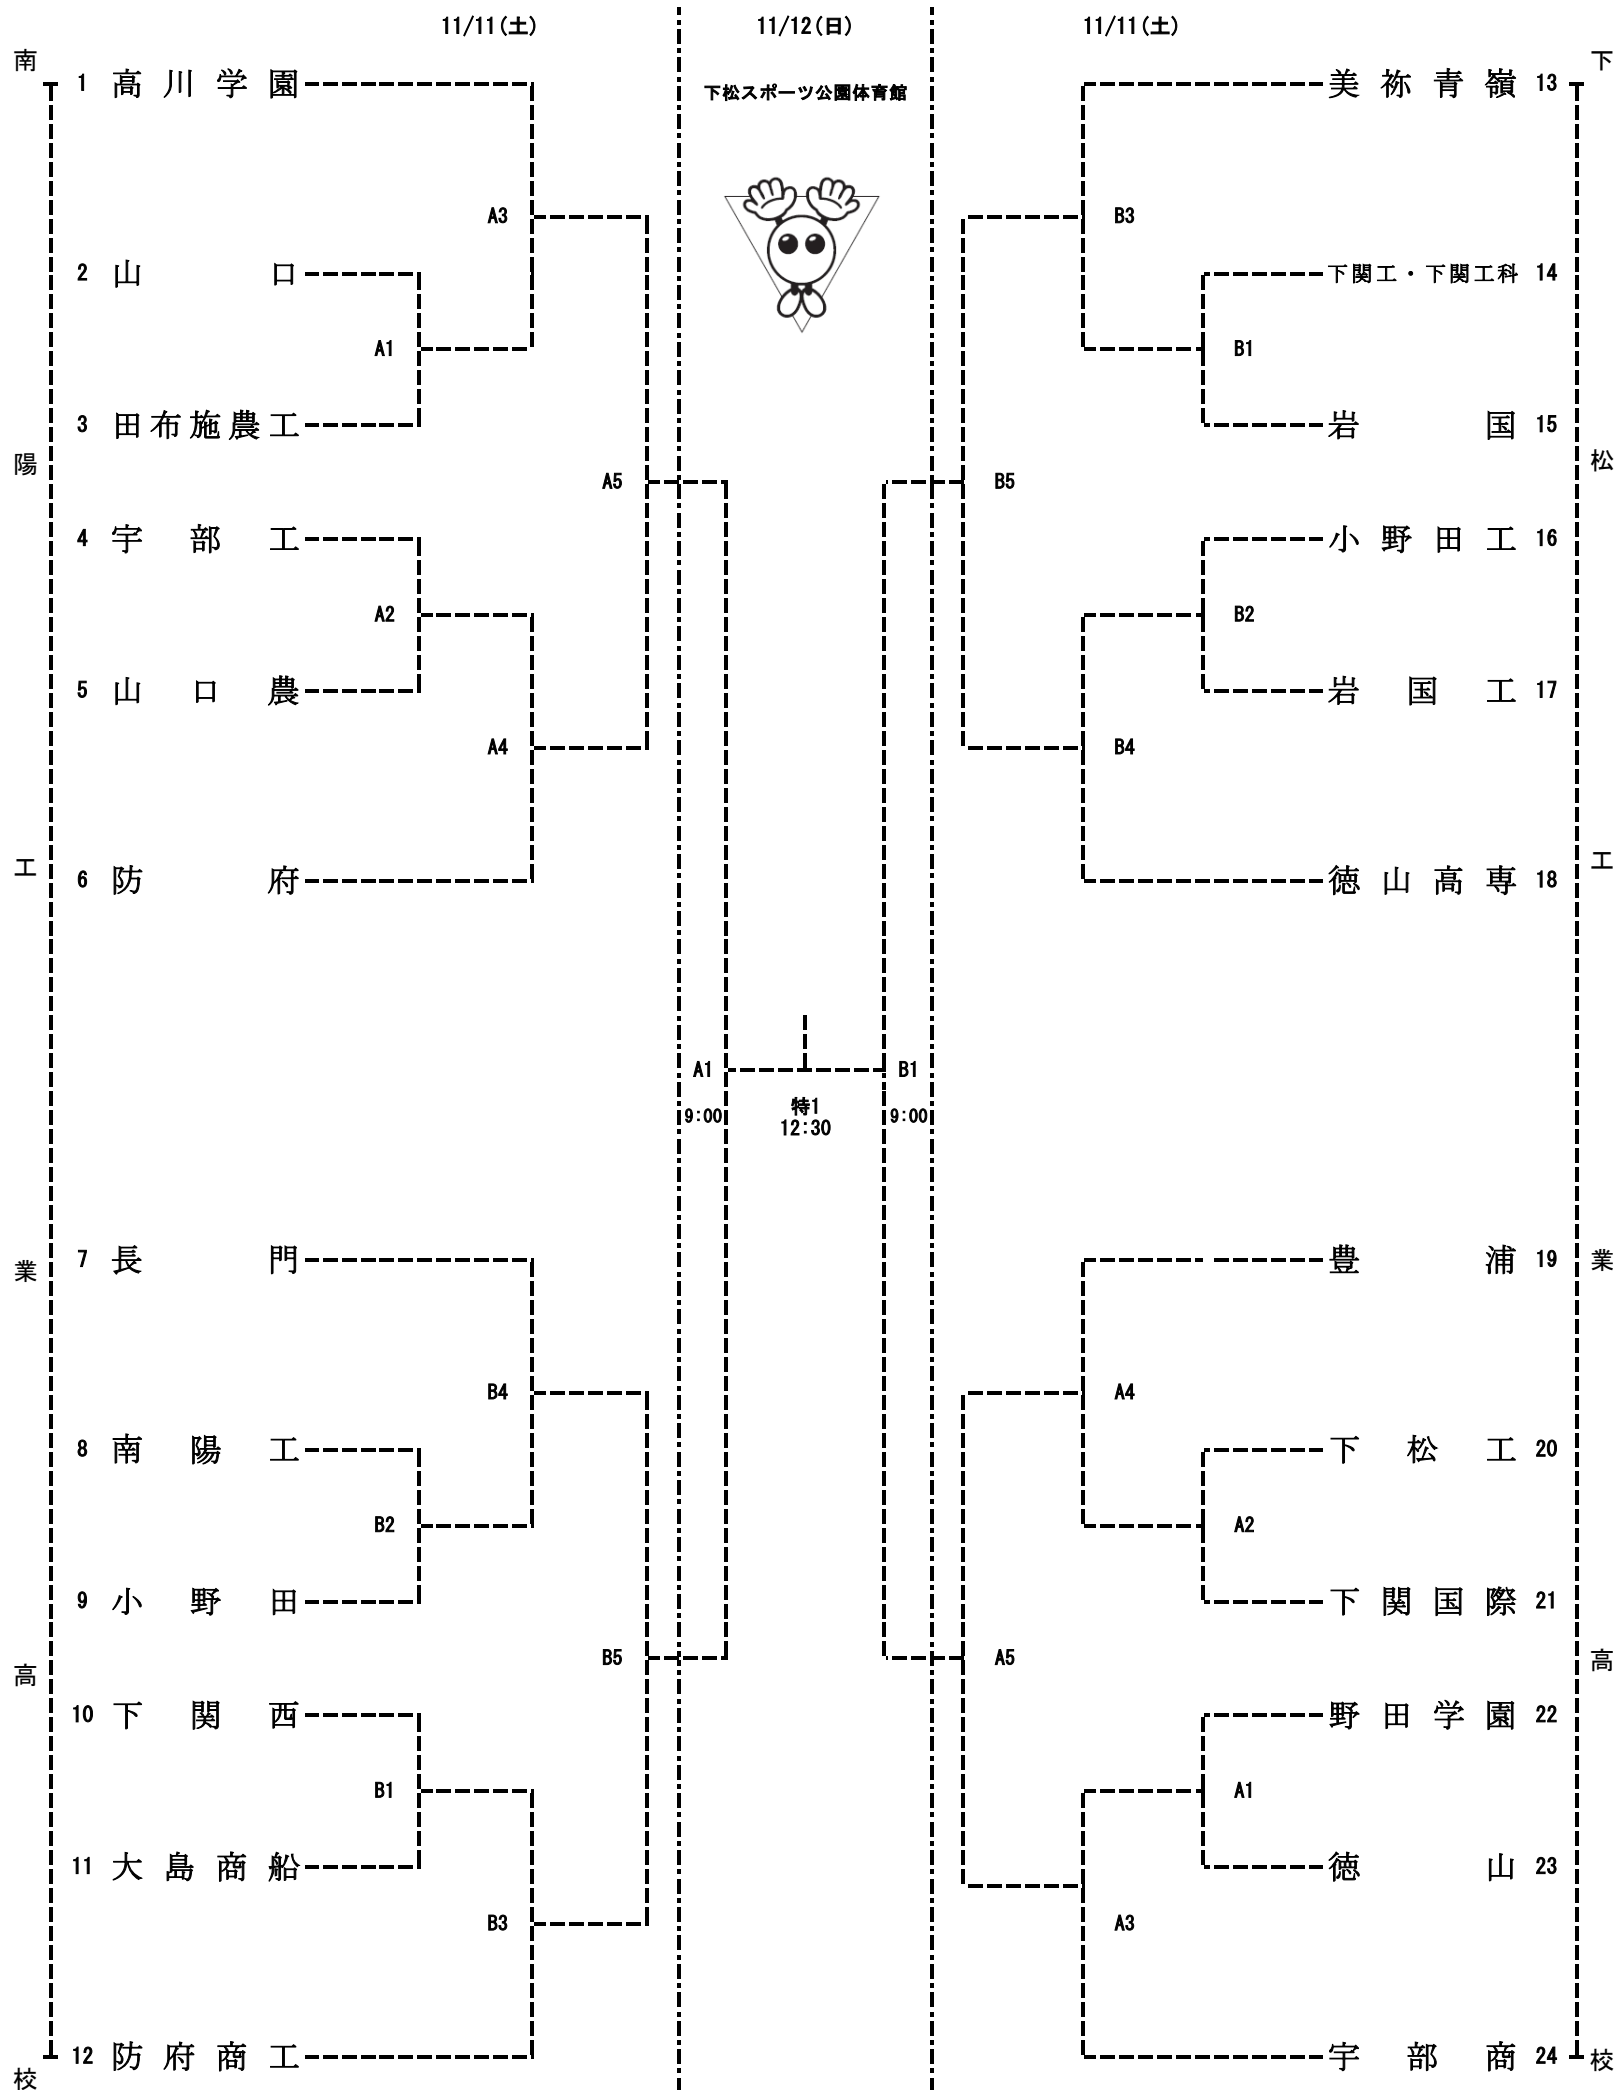 11/11(土)
11/12(日)
11/11(土)
下松スポーツ公園体育館
南陽工業高校
1 高川学園
2 山口
3 田布施農工
4 宇部工
5 山口農
6 防府
7 長門
8 南陽工
9 小野田
10 下関西
11 大島商船
12 防府商工
A3
A1
A5
A2
A4
B4
B2
B5
B1
B3
A1
9:00
特1
12:30
B1
9:00
B3
B1
B5
B2
B4
A4
A2
A5
A1
A3
美祢青嶺 13
下関工・下関工科 14
岩国 15
小野田工 16
岩国工 17
徳山高専 18
豊浦 19
下松工 20
下関国際 21
野田学園 22
徳山 23
宇部商 24
下松工業高校